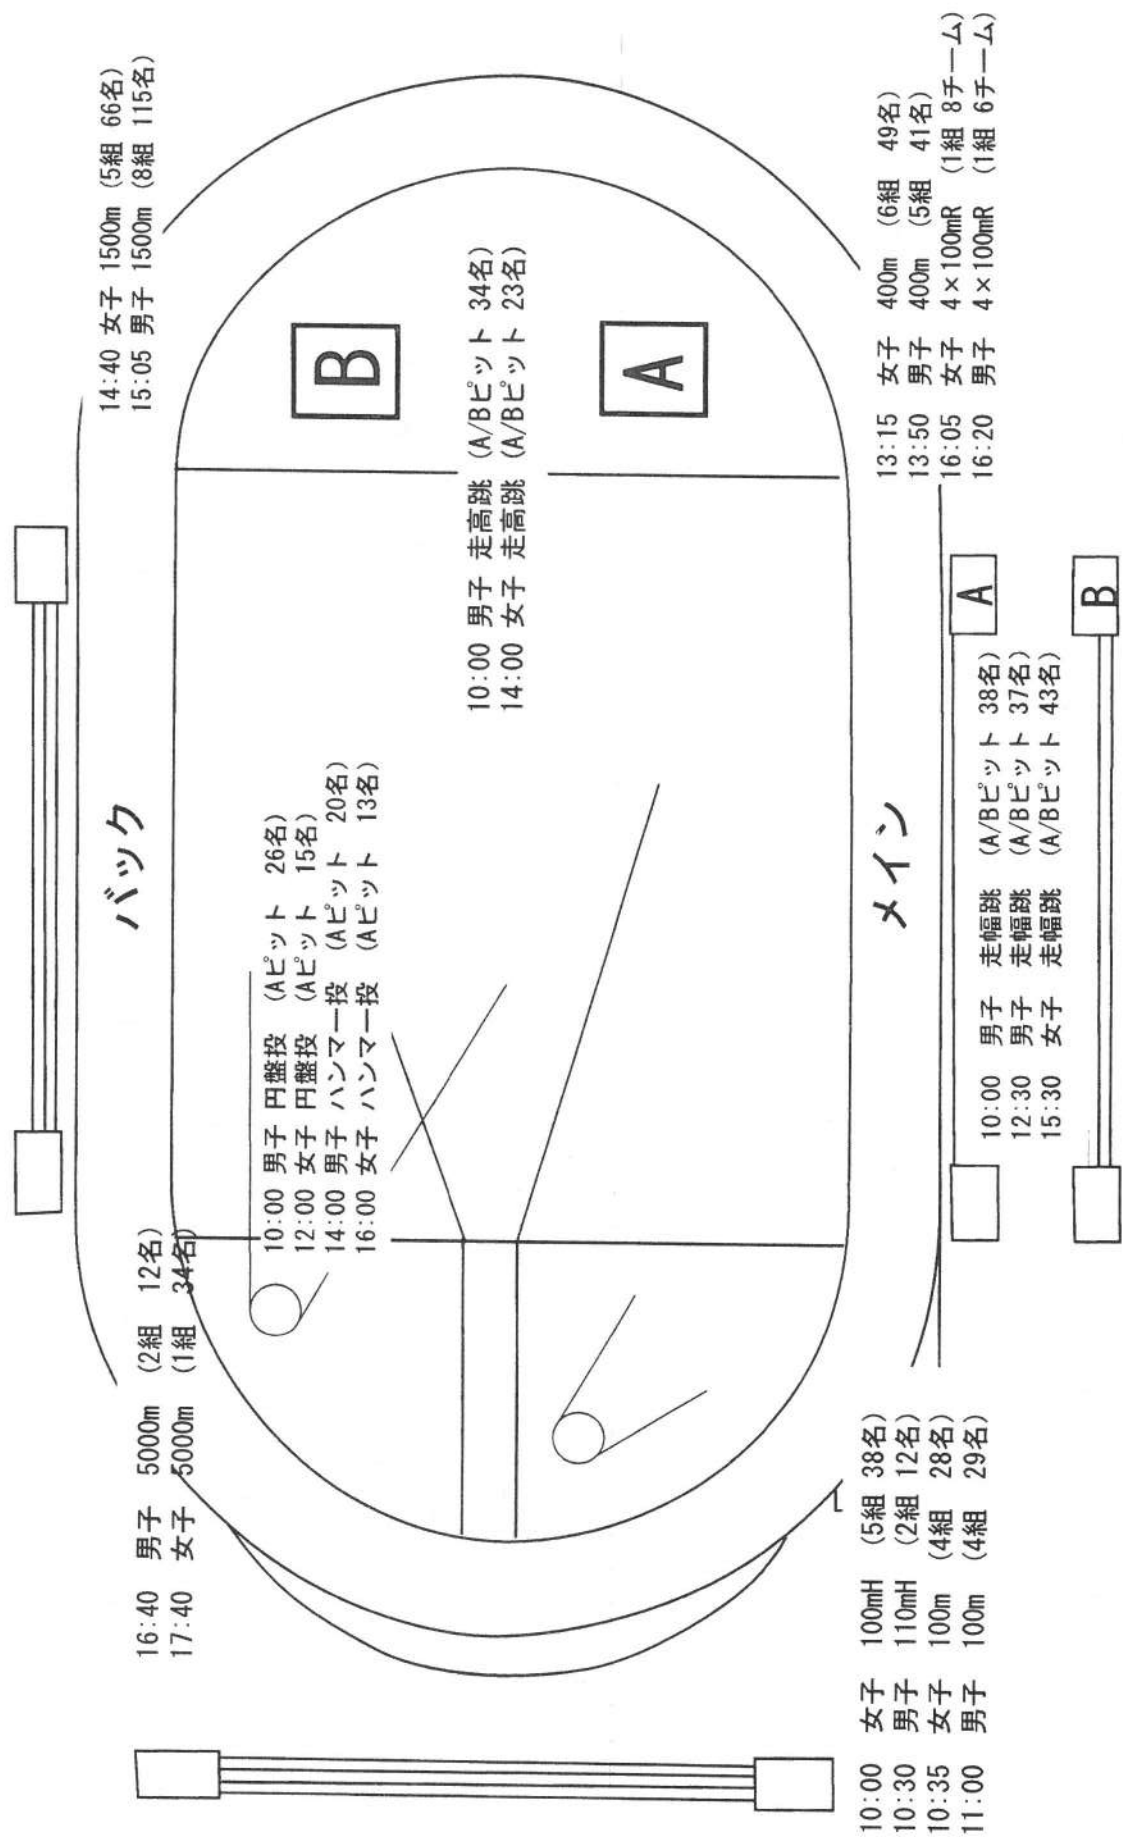 バック
14:40 女子 1500m (5組 66名)
15:05 男子 1500m (8組 115名)
16:40 男子 5000m (2組 12名)
17:40 女子 5000m (1組 34名)
10:00 男子 円盤投 (Aピット 26名)
12:00 女子 円盤投 (Aピット 15名)
14:00 男子 ハンマー投 (Aピット 20名)
16:00 女子 ハンマー投 (Aピット 13名)
B
10:00 男子 走高跳 (A/Bピット 34名)
14:00 女子 走高跳 (A/Bピット 23名)
A
メイン
13:15 女子 400m (6組 49名)
13:50 男子 400m (5組 41名)
16:05 女子 4×100mR (1組 8チーム)
16:20 男子 4×100mR (1組 6チーム)
10:00 女子 100mH (5組 38名)
10:30 男子 110mH (2組 12名)
10:35 女子 100m (4組 28名)
11:00 男子 100m (4組 29名)
A
10:00 男子 走幅跳 (A/Bピット 38名)
12:30 男子 走幅跳 (A/Bピット 37名)
15:30 女子 走幅跳 (A/Bピット 43名)
B